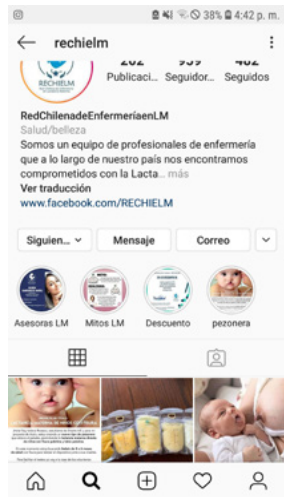 38% 4:42 p. m.
rechielm
RECHIELM
Publicaci... Seguidor... Seguidos
RedChilenadeEnfermeríaenLM
Salud/belleza
Somos un equipo de profesionales de enfermería
que a lo largo de nuestro país nos encontramos
comprometidos con la Lacta... más
Ver traducción
www.facebook.com/RECHIELM
Siguien... Mensaje Correo
Asesoras LM Mitos LM Descuento pezonera